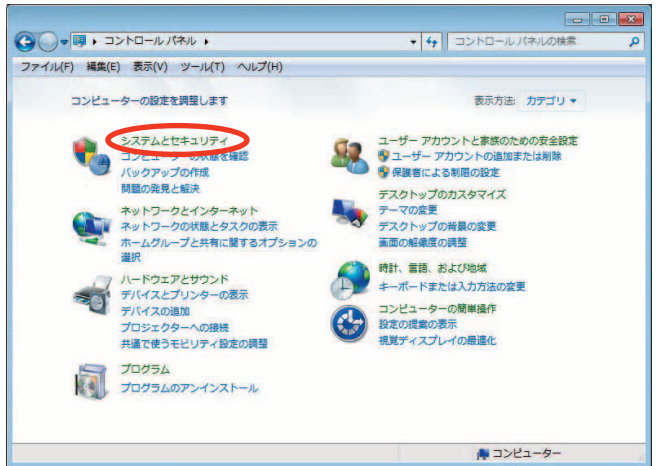 コントロール パネル
コントロール パネルの検索
ファイル(F) 編集(E) 表示(V) ツール(T) ヘルプ(H)
コンピューターの設定を調整します
表示方法: カテゴリ
システムとセキュリティ
コンピューターの状態を確認
バックアップの作成
問題の発見と解決
ネットワークとインターネット
ネットワークの状態とタスクの表示
ホームグループと共有に関するオプションの
選択
ハードウェアとサウンド
デバイスとプリンターの表示
デバイスの追加
プロジェクターへの接続
共通で使うモビリティ設定の調整
プログラム
プログラムのアンインストール
ユーザー アカウントと家族のための安全設定
ユーザー アカウントの追加または削除
保護者による制限の設定
デスクトップのカスタマイズ
テーマの変更
デスクトップの背景の変更
画面の解像度の調整
時計、言語、および地域
キーボードまたは入力方法の変更
コンピューターの簡単操作
設定の提案の表示
視覚ディスプレイの最適化
コンピューター